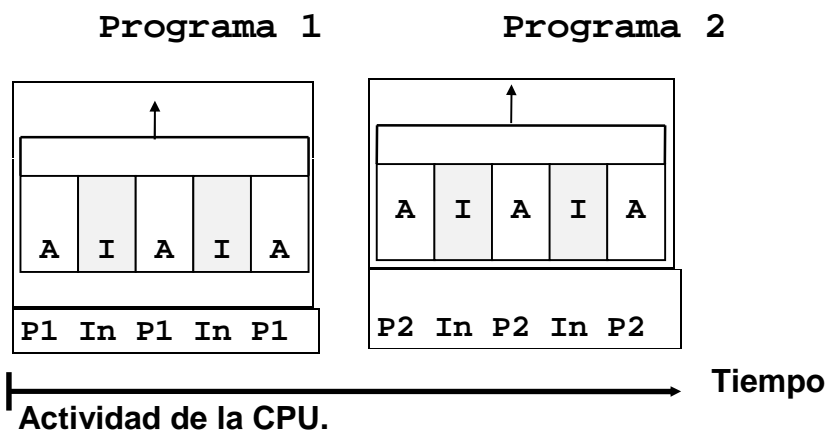 Programa 1 Programa 2
A I A I A
A I A I A
P1 In P1 In P1
P2 In P2 In P2
Tiempo
Actividad de la CPU.